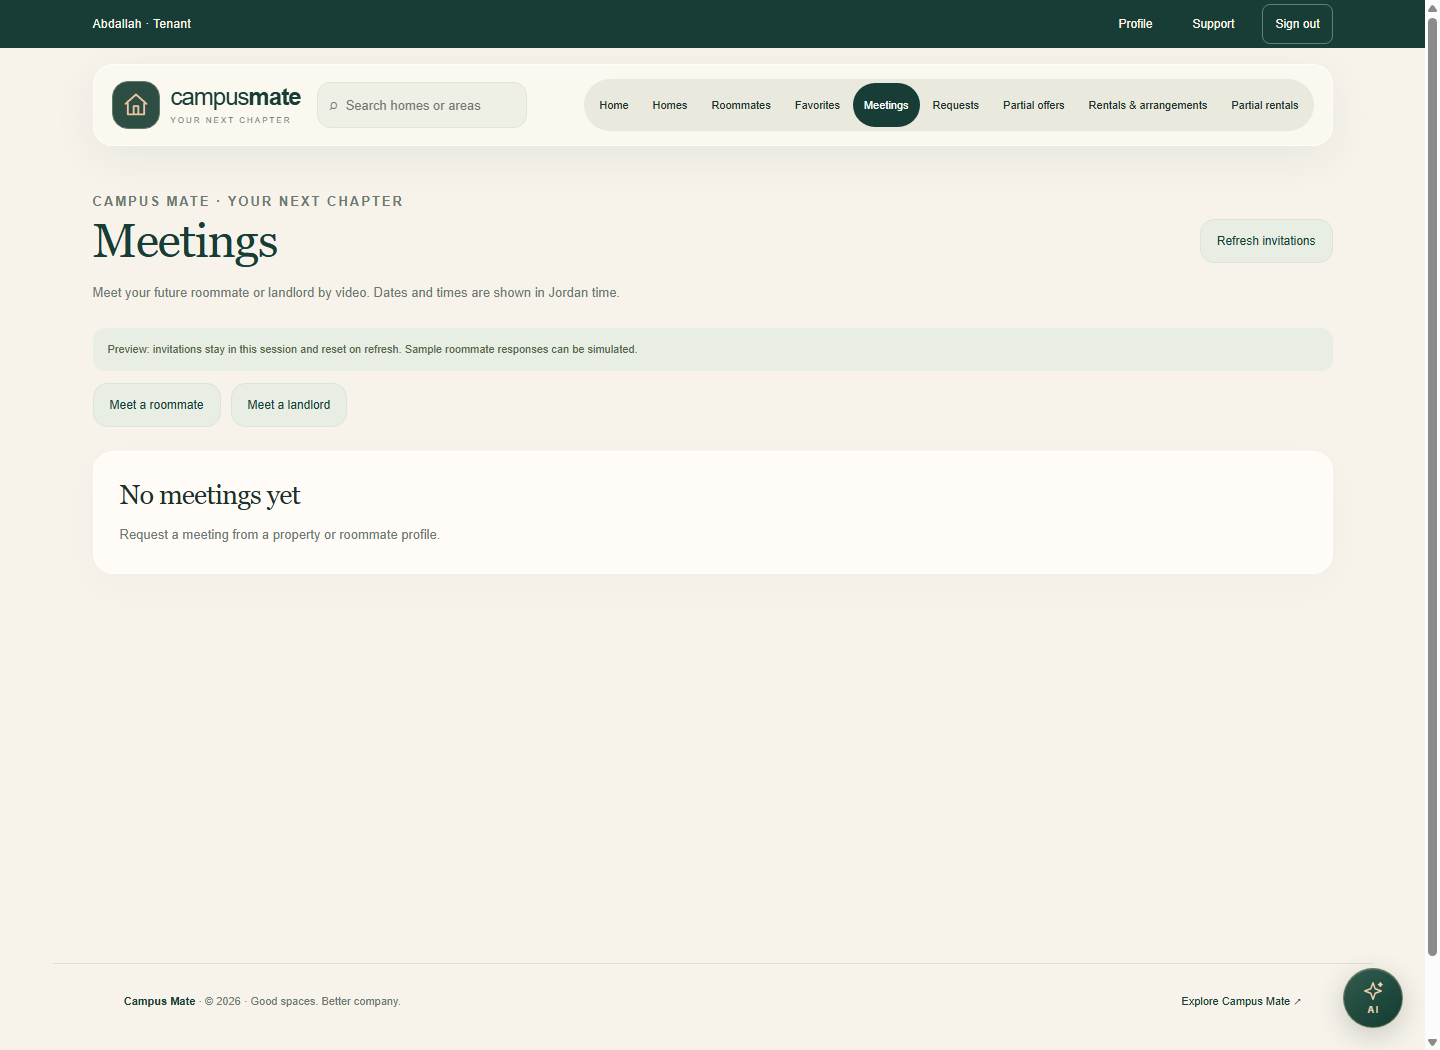 Abdallah · Tenant
Profile
Support
Sign out
campusmate
YOUR NEXT CHAPTER
Search homes or areas
Home
Homes
Roommates
Favorites
Meetings
Requests
Partial offers
Rentals & arrangements
Partial rentals
CAMPUS MATE · YOUR NEXT CHAPTER
Meetings
Refresh invitations
Meet your future roommate or landlord by video. Dates and times are shown in Jordan time.
Preview: invitations stay in this session and reset on refresh. Sample roommate responses can be simulated.
Meet a roommate
Meet a landlord
No meetings yet
Request a meeting from a property or roommate profile.
Campus Mate · © 2026 · Good spaces. Better company.
Explore Campus Mate ↗
AI